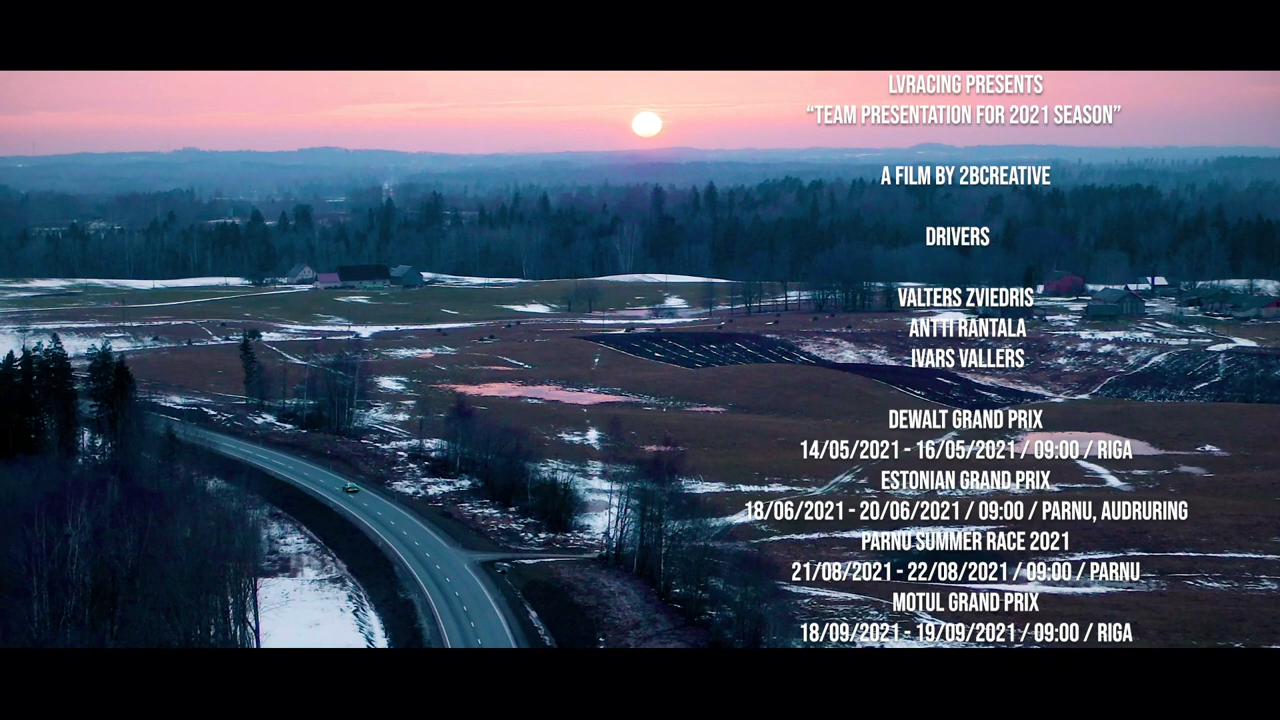 LVRACING PRESENTS
“TEAM PRESENTATION FOR 2021 SEASON”
A FILM BY 2BCREATIVE
DRIVERS
VALTERS ZVIEDRIS
ANTTI RANTALA
IVARS VALLERS
DEWALT GRAND PRIX
14/05/2021 - 16/05/2021 / 09:00 / RIGA
ESTONIAN GRAND PRIX
18/06/2021 - 20/06/2021 / 09:00 / PARNU, AUDRURING
PARNU SUMMER RACE 2021
21/08/2021 - 22/08/2021 / 09:00 / PARNU
MOTUL GRAND PRIX
18/09/2021 - 19/09/2021 / 09:00 / RIGA